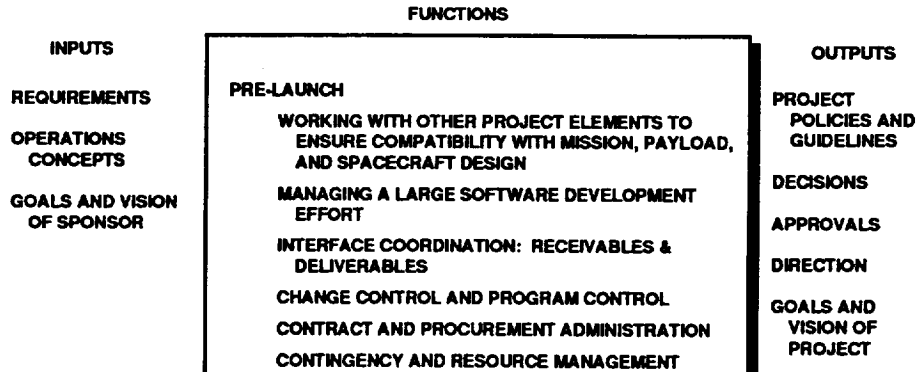 FUNCTIONS
INPUTS
REQUIREMENTS
OPERATIONS
CONCEPTS
GOALS AND VISION
OF SPONSOR
PRE-LAUNCH
WORKING WITH OTHER PROJECT ELEMENTS TO
ENSURE COMPATIBILITY WITH MISSION, PAYLOAD,
AND SPACECRAFT DESIGN
MANAGING A LARGE SOFTWARE DEVELOPMENT
EFFORT
INTERFACE COORDINATION: RECEIVABLES &
DELIVERABLES
CHANGE CONTROL AND PROGRAM CONTROL
CONTRACT AND PROCUREMENT ADMINISTRATION
CONTINGENCY AND RESOURCE MANAGEMENT
OUTPUTS
PROJECT
POLICIES AND
GUIDELINES
DECISIONS
APPROVALS
DIRECTION
GOALS AND
VISION OF
PROJECT